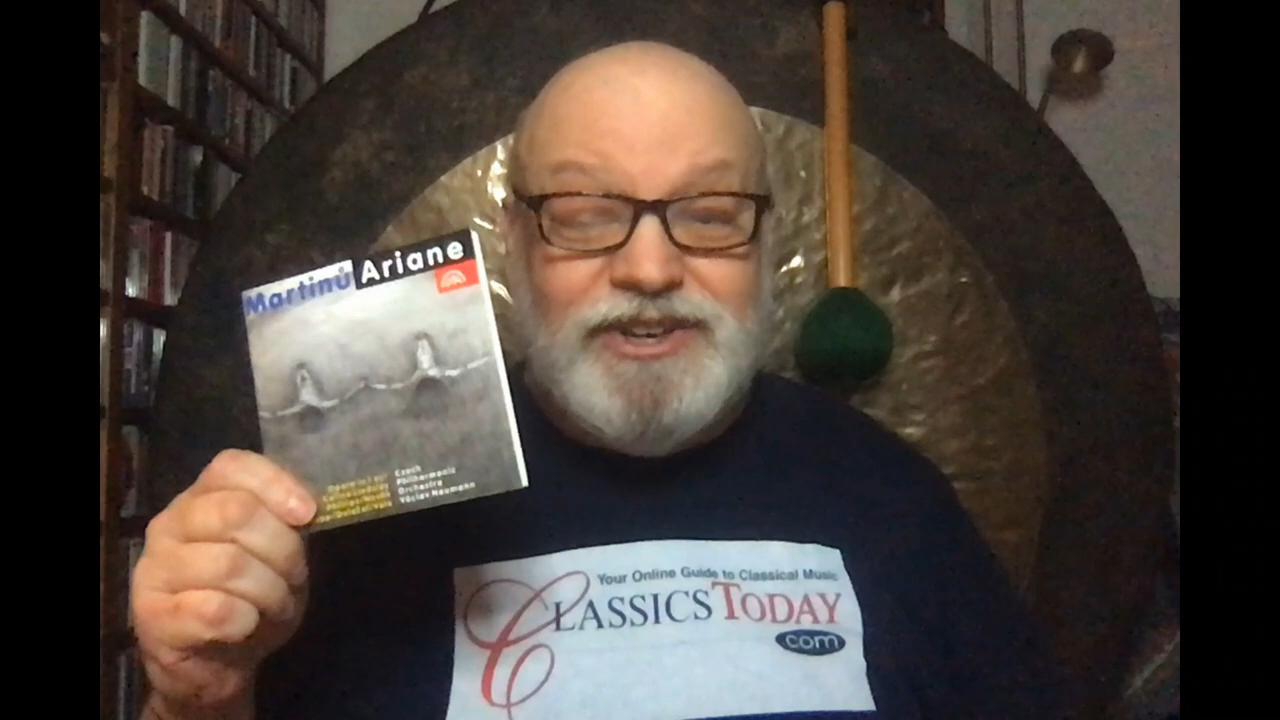 Martinů Ariane
Czech
Philharmonic
Orchestra
Václav Neumann
Your Online Guide to Classical Music
CLASSICSTODAY
com